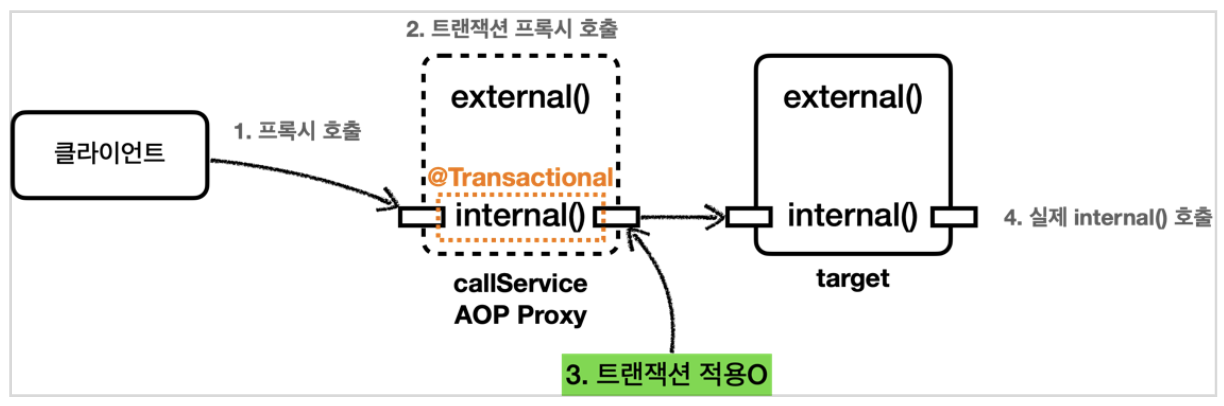 2. 트랜잭션 프록시 호출
external()
external()
클라이언트
1. 프록시 호출
@Transactional
internal()
internal()
4. 실제 internal() 호출
callService
AOP Proxy
target
3. 트랜잭션 적용O